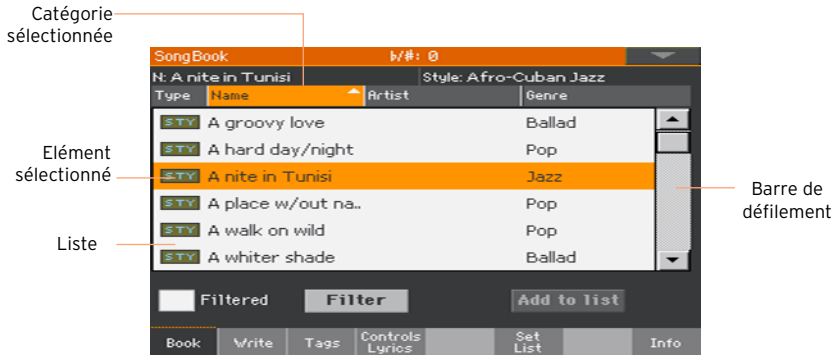 Catégorie
sélectionnée
SongBook b/#: 0
N: A nite in Tunisi Style: Afro-Cuban Jazz
Type Name Artist Genre
STY A groovy love Ballad
STY A hard day/night Pop
Elément
sélectionné
STY A nite in Tunisi Jazz
STY A place w/out na.. Pop
Barre de
défilement
Liste
STY A walk on wild Pop
STY A whiter shade Ballad
Filtered Filter Add to list
Book Write Tags Controls Lyrics Set List Info